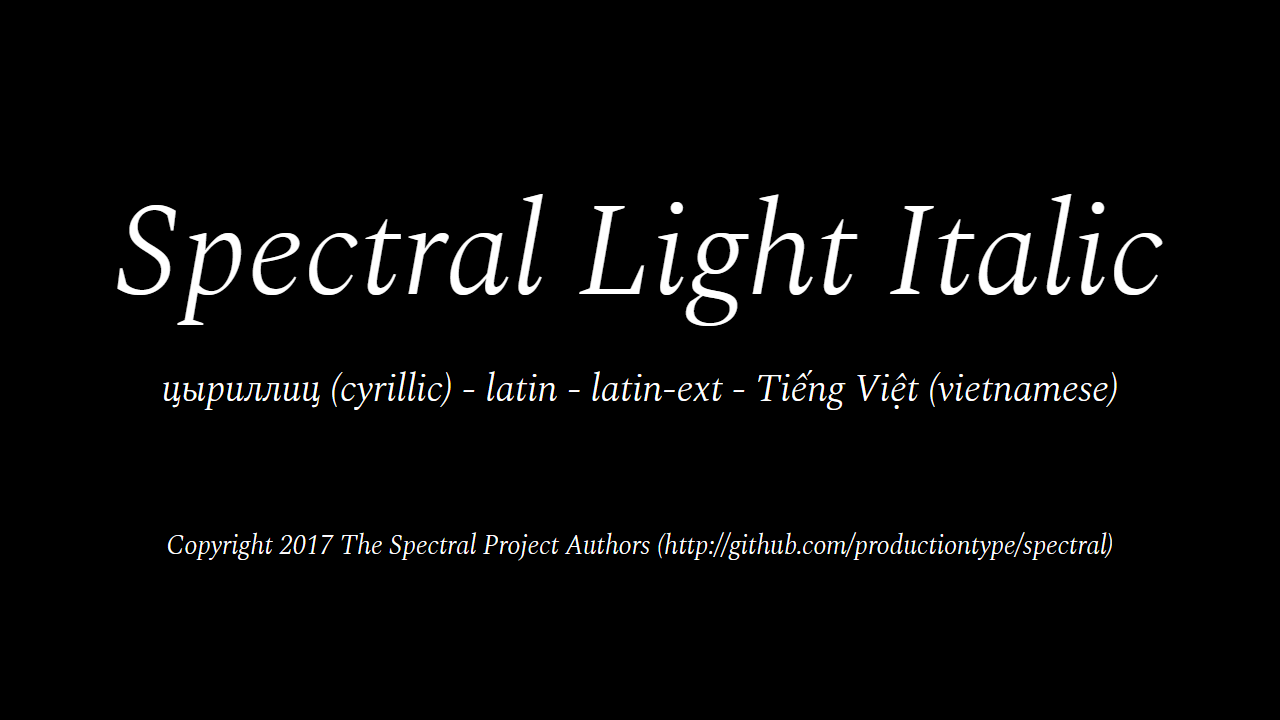 Spectral Light Italic
цыриллиц (cyrillic) - latin - latin-ext - Tiếng Việt (vietnamese)
Copyright 2017 The Spectral Project Authors (http://github.com/productiontype/spectral)